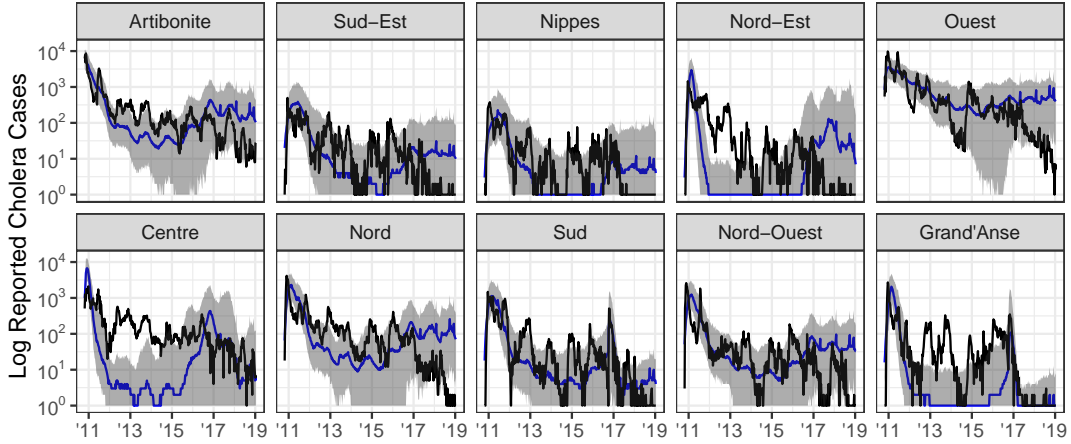 Artibonite Sud−Est Nippes Nord−Est Ouest
10⁴
10³
10²
10¹
10⁰
Log Reported Cholera Cases
Centre Nord Sud Nord−Ouest Grand'Anse
10⁴
10³
10²
10¹
10⁰
'11 '13 '15 '17 '19 '11 '13 '15 '17 '19 '11 '13 '15 '17 '19 '11 '13 '15 '17 '19 '11 '13 '15 '17 '19